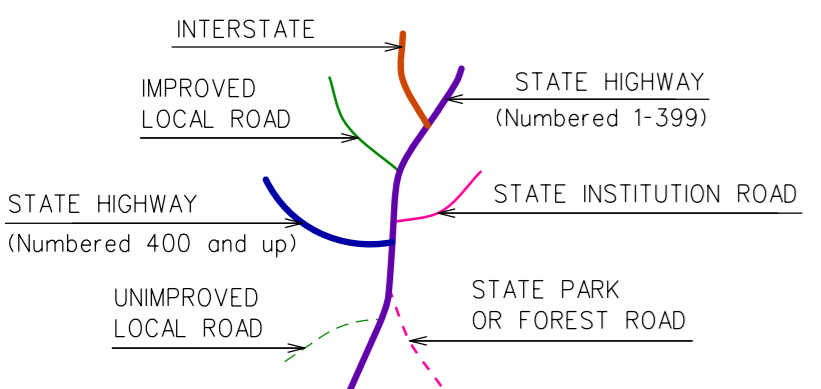 INTERSTATE
IMPROVED
LOCAL ROAD
STATE HIGHWAY
(Numbered 1-399)
STATE HIGHWAY
(Numbered 400 and up)
STATE INSTITUTION ROAD
UNIMPROVED
LOCAL ROAD
STATE PARK
OR FOREST ROAD